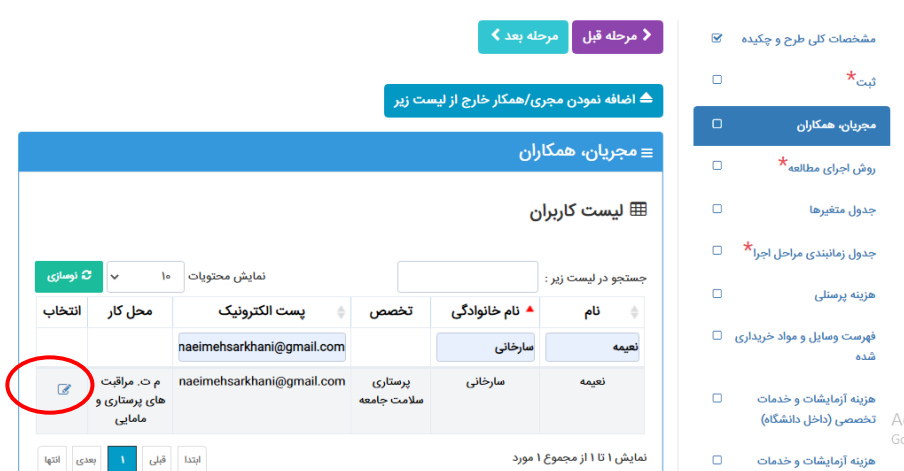 مشخصات کلی طرح و چکیده
ثبت*
مجریان، همکاران
روش اجرای مطالعه*
جدول متغیرها
جدول زمانبندی مراحل اجرا*
هزینه پرسنلی
فهرست وسایل و مواد خریداری
شده
هزینه آزمایشات و خدمات
تخصصی (داخل دانشگاه)
هزینه آزمایشات و خدمات
مرحله قبل مرحله بعد
اضافه نمودن مجری/همکار خارج از لیست زیر
مجریان، همکاران
لیست کاربران
جستجو در لیست زیر : نمایش محتویات ۱۰ نوسازی
نام نام خانوادگی تخصص پست الکترونیک محل کار انتخاب
نعیمه سارخانی naeimehsarkhani@gmail.com
نعیمه سارخانی پرستاری naeimehsarkhani@gmail.com م ت. مراقبت
سلامت جامعه های پرستاری و
مامایی
نمایش ۱ تا ۱ از مجموع ۱ مورد ابتدا قبلی ۱ بعدی انتها